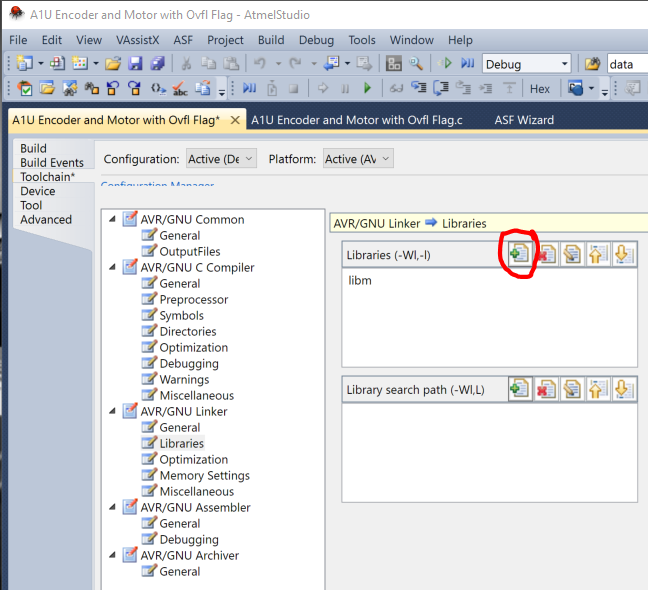 A1U Encoder and Motor with Ovfl Flag - AtmelStudio
File Edit View VAssistX ASF Project Build Debug Tools Window Help
Debug data
abc Hex
A1U Encoder and Motor with Ovfl Flag* A1U Encoder and Motor with Ovfl Flag.c ASF Wizard
Build
Build Events
Toolchain*
Device
Tool
Advanced
Configuration: Active (De Platform: Active (AV
Configuration Manager
AVR/GNU Common
General
OutputFiles
AVR/GNU C Compiler
General
Preprocessor
Symbols
Directories
Optimization
Debugging
Warnings
Miscellaneous
AVR/GNU Linker
General
Libraries
Optimization
Memory Settings
Miscellaneous
AVR/GNU Assembler
General
Debugging
AVR/GNU Archiver
General
AVR/GNU Linker Libraries
Libraries (-Wl,-l)
libm
Library search path (-Wl,L)